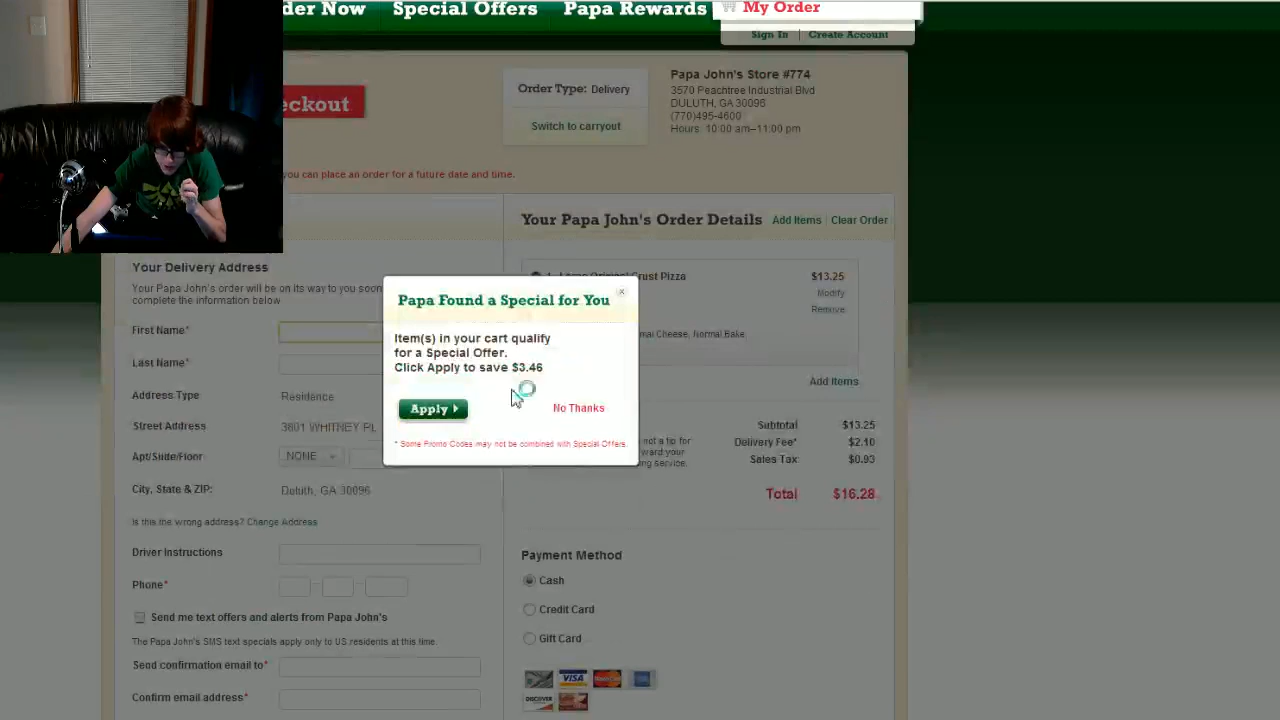 der Now Special Offers Papa Rewards My Order
Sign In | Create Account
eckout
Order Type: Delivery
Switch to carryout
Papa John's Store #774
3570 Peachtree Industrial Blvd
DULUTH, GA 30096
(770)495-4600
Hours: 10:00 am–11:00 pm
you can place an order for a future date and time.
Your Papa John's Order Details Add Items | Clear Order
Your Delivery Address
Your Papa John's order will be on its way to you soon
complete the information below
First Name*
Last Name*
Address Type Residence
Street Address 3601 WHITNEY PL
Apt/Suite/Floor: NONE
City, State & ZIP: Duluth, GA 30096
Is this the wrong address? Change Address
Driver Instructions
Phone*
Send me text offers and alerts from Papa John's
The Papa John's SMS text specials apply only to US residents at this time.
Send confirmation email to*
Confirm email address*
Papa Found a Special for You
Item(s) in your cart qualify
for a Special Offer.
Click Apply to save $3.46
Apply
No Thanks
* Some Promo Codes may not be combined with Special Offers.
Crust Pizza $13.25
Modify
Remove
Cheese, Normal Bake
Add Items
Subtotal $13.25
Delivery Fee* $2.10
Sales Tax: $0.93
not a tip for
ward your
service.
Total $16.28
Payment Method
Cash
Credit Card
Gift Card
VISA
DISCOVER